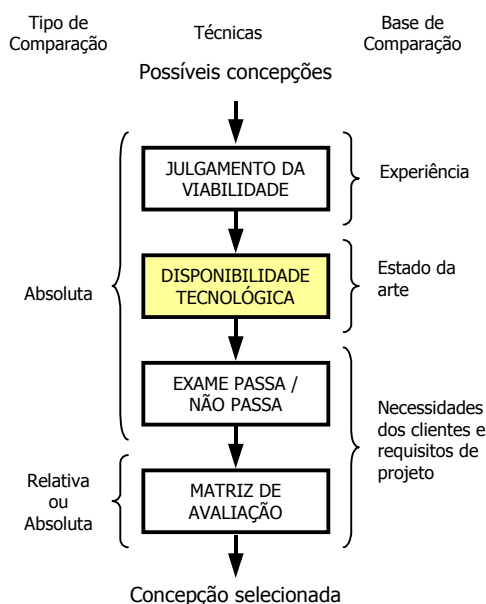 Tipo de
Comparação
Técnicas
Base de
Comparação
Possíveis concepções
JULGAMENTO DA
VIABILIDADE
Experiência
DISPONIBILIDADE
TECNOLÓGICA
Estado da
arte
Absoluta
EXAME PASSA /
NÃO PASSA
Necessidades
dos clientes e
requisitos de
projeto
Relativa
ou
Absoluta
MATRIZ DE
AVALIAÇÃO
Concepção selecionada